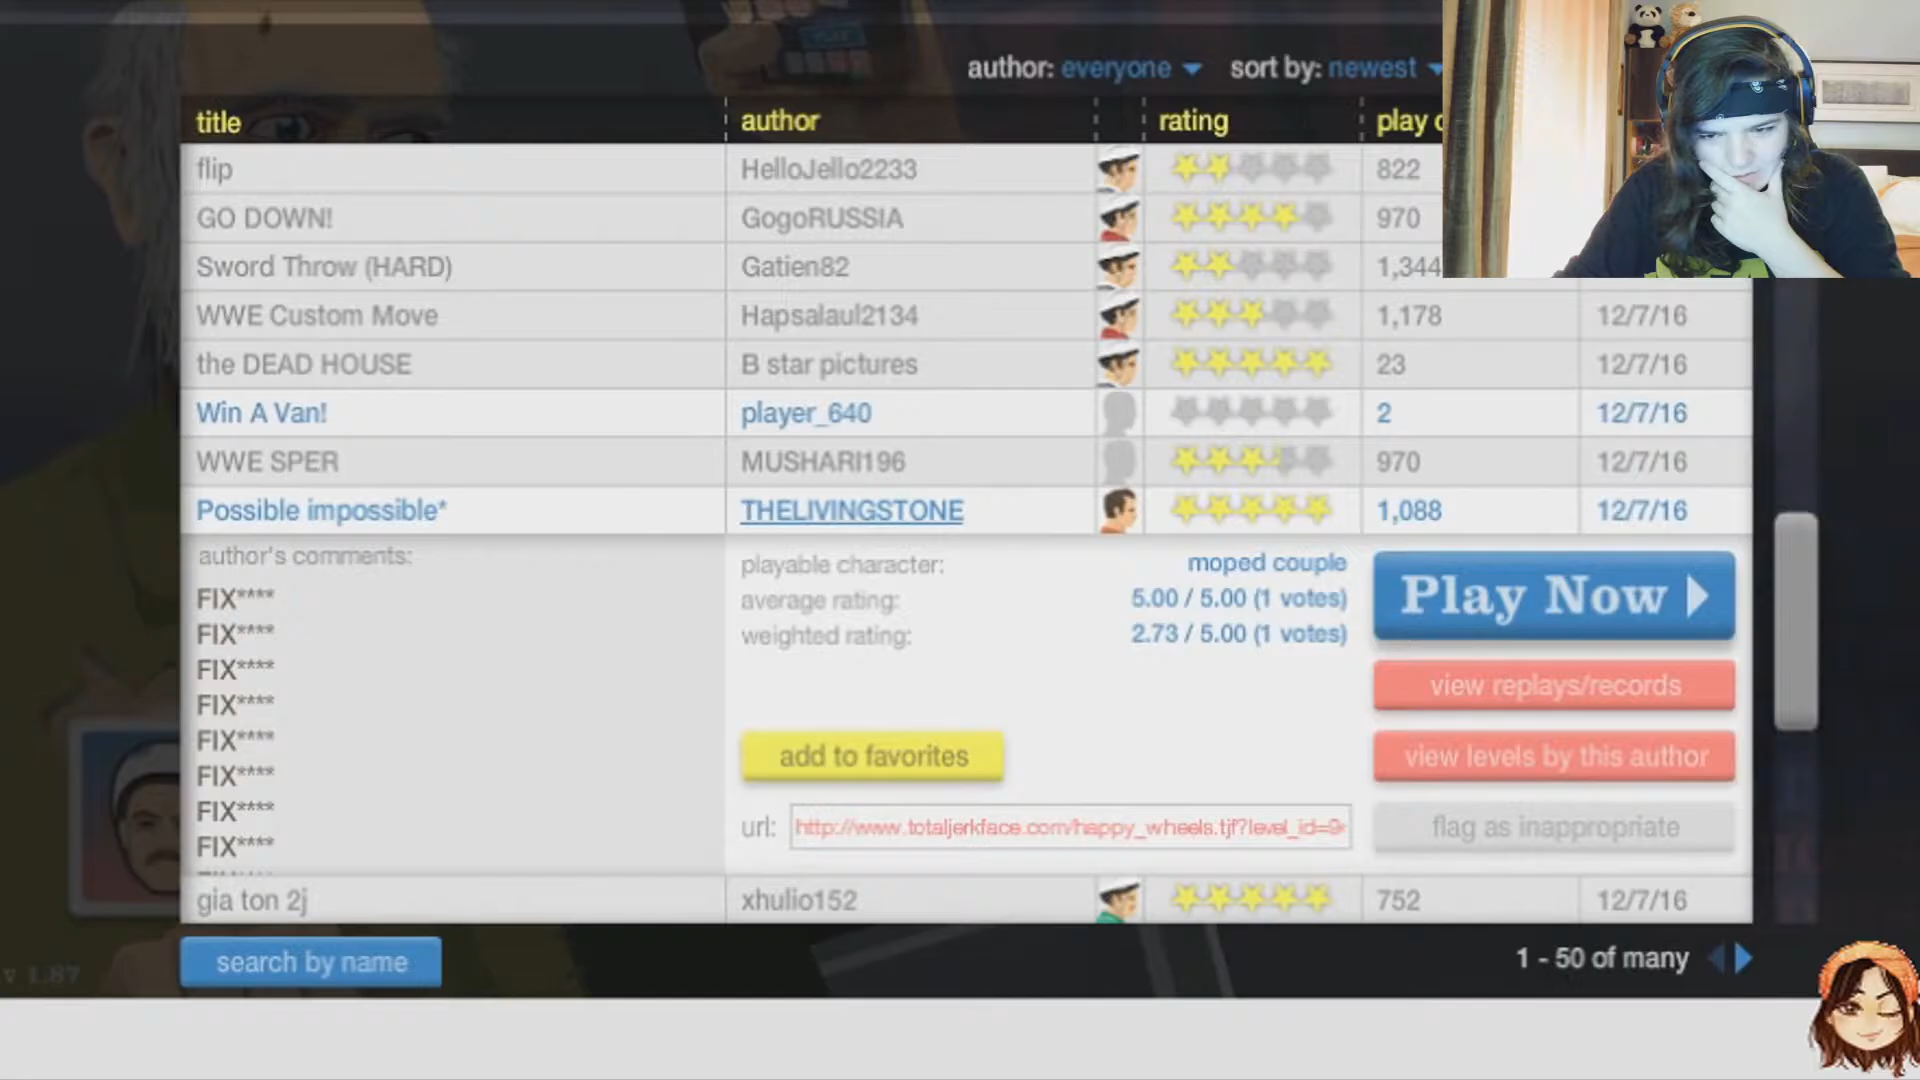 author: everyone sort by: newest
title author rating play
flip HelloJello2233 822
GO DOWN! GogoRUSSIA 970
Sword Throw (HARD) Gatien82 1,344
WWE Custom Move Hapsalaul2134 1,178 12/7/16
the DEAD HOUSE B star pictures 23 12/7/16
Win A Van! player_640 2 12/7/16
WWE SPER MUSHARI196 970 12/7/16
Possible impossible* THELIVINGSTONE 1,088 12/7/16
author's comments:
FIX****
FIX****
FIX****
FIX****
FIX****
FIX****
FIX****
FIX****
playable character: moped couple
average rating: 5.00 / 5.00 (1 votes)
weighted rating: 2.73 / 5.00 (1 votes)
add to favorites
url: http://www.totaljerkface.com/happy_wheels.tjf?level_id=9
Play Now
view replays/records
view levels by this author
flag as inappropriate
gia ton 2j xhulio152 752 12/7/16
search by name
1 - 50 of many
v 1.87